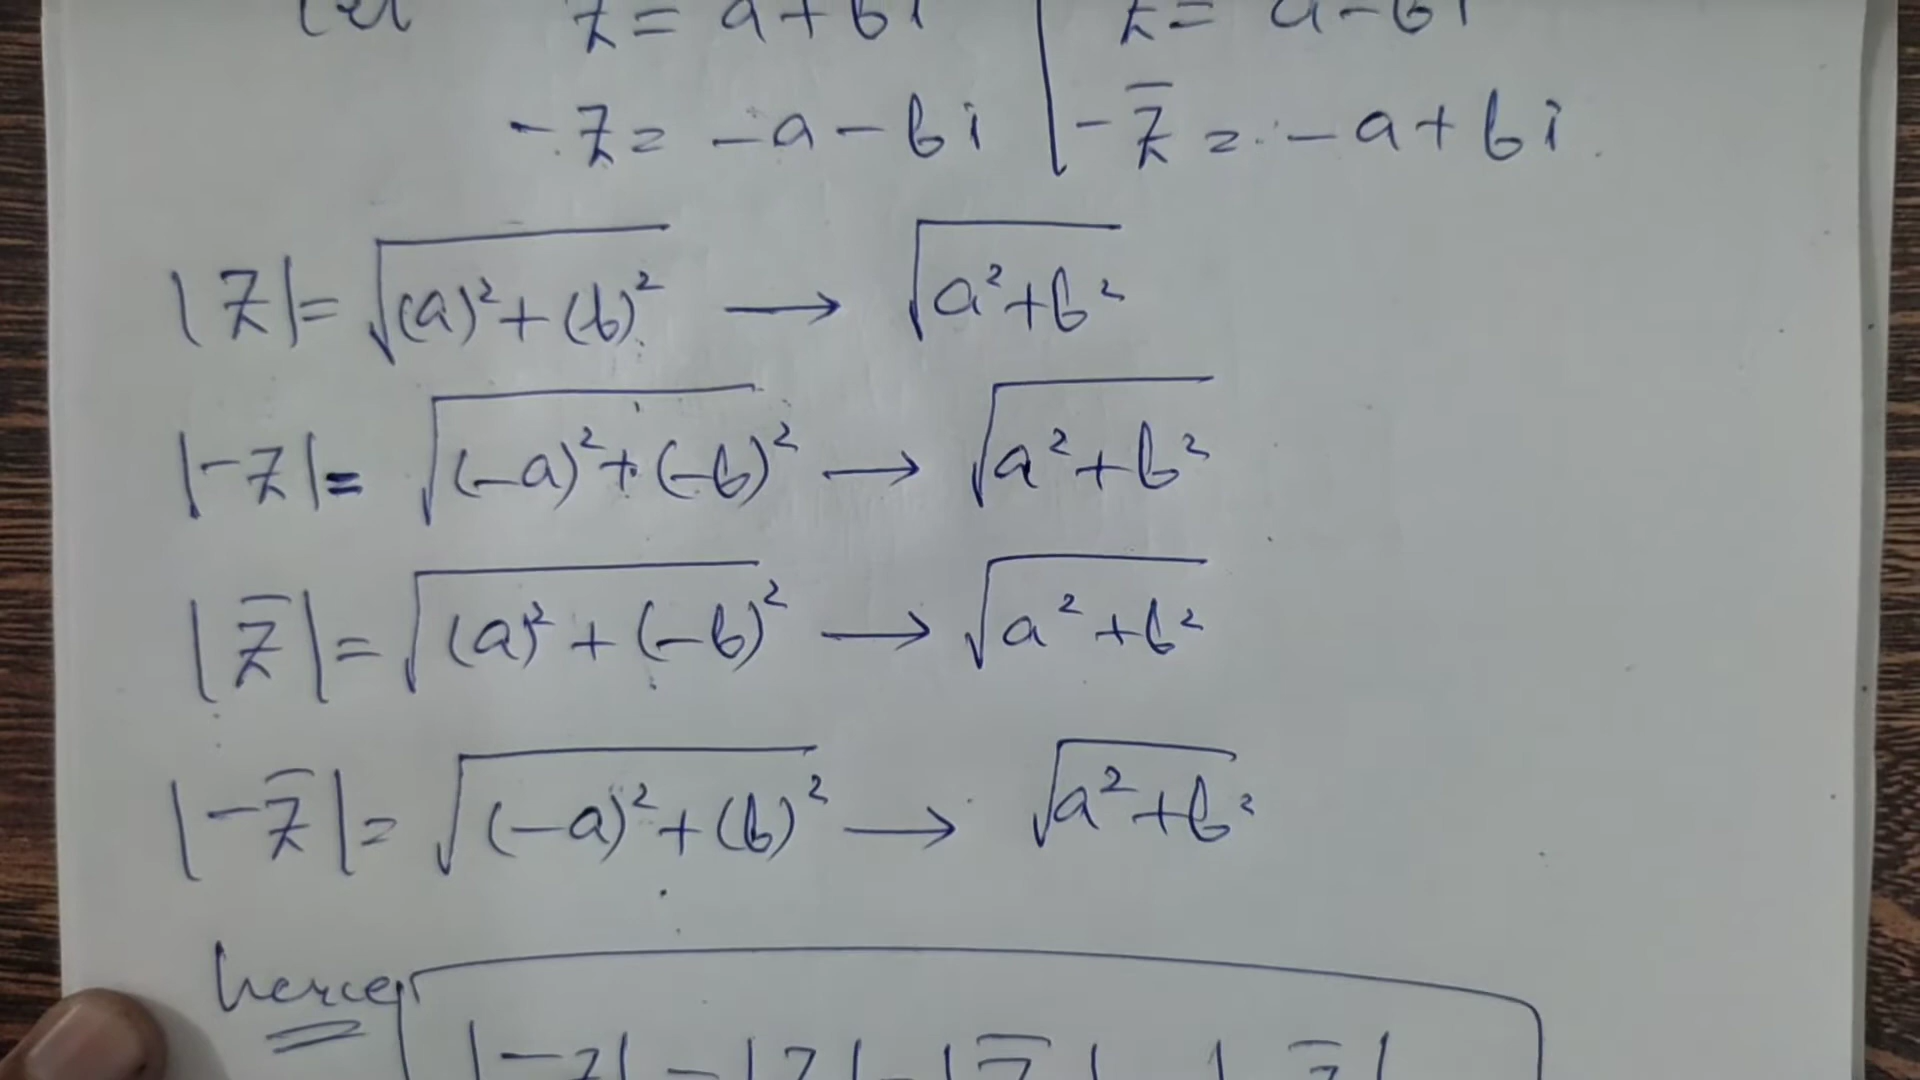 Let z = a + bi | z̄ = a - bi
-z = -a - bi | -z̄ = -a + bi
|z| = √((a)² + (b)²) → √(a² + b²)
|-z| = √((-a)² + (-b)²) → √(a² + b²)
|z̄| = √((a)² + (-b)²) → √(a² + b²)
|-z̄| = √((-a)² + (b)²) → √(a² + b²)
hence
|-z| = |z| = |z̄| = |-z̄|